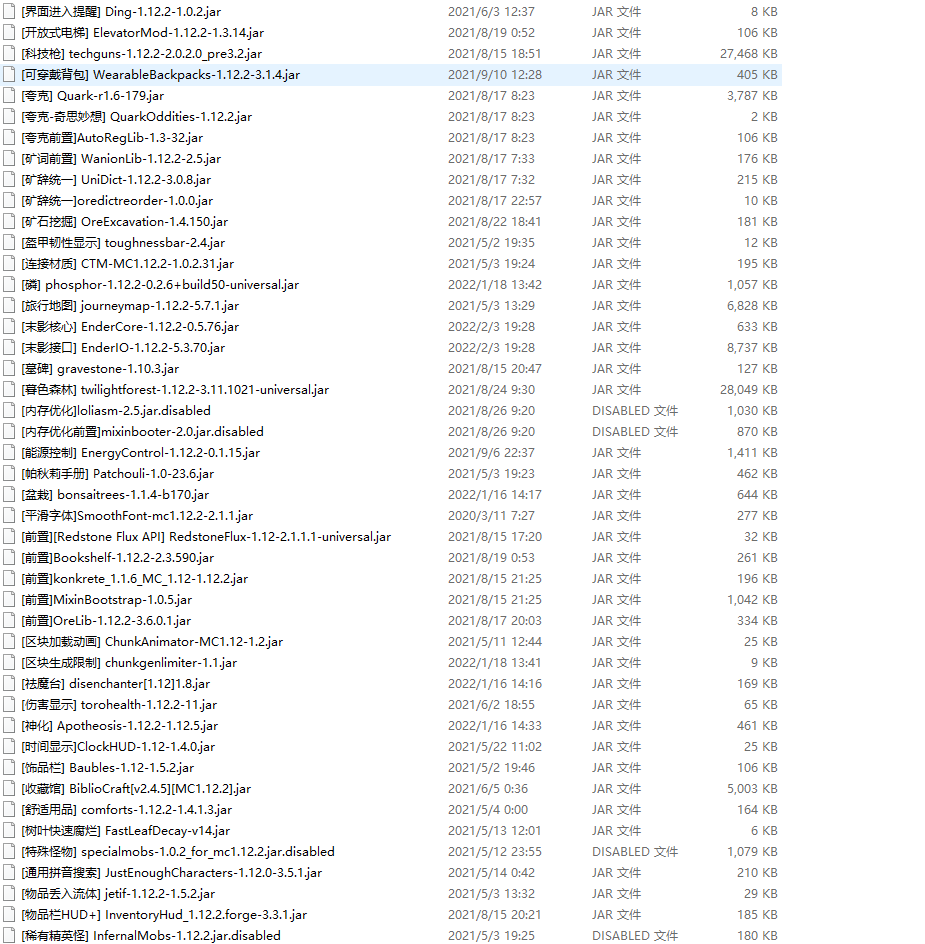 [界面进入提醒] Ding-1.12.2-1.0.2.jar 2021/6/3 12:37 JAR 文件 8 KB
[开放式电梯] ElevatorMod-1.12.2-1.3.14.jar 2021/8/19 0:52 JAR 文件 106 KB
[科技枪] techguns-1.12.2-2.0.2.0_pre3.2.jar 2021/8/15 18:51 JAR 文件 27,468 KB
[可穿戴背包] WearableBackpacks-1.12.2-3.1.4.jar 2021/9/10 12:28 JAR 文件 405 KB
[夸克] Quark-r1.6-179.jar 2021/8/17 8:23 JAR 文件 3,787 KB
[夸克-奇思妙想] QuarkOddities-1.12.2.jar 2021/8/17 8:23 JAR 文件 2 KB
[夸克前置]AutoRegLib-1.3-32.jar 2021/8/17 8:23 JAR 文件 106 KB
[矿词前置] WanionLib-1.12.2-2.5.jar 2021/8/17 7:33 JAR 文件 176 KB
[矿辞统一] UniDict-1.12.2-3.0.8.jar 2021/8/17 7:32 JAR 文件 215 KB
[矿辞统一]oredictreorder-1.0.0.jar 2021/8/17 22:57 JAR 文件 10 KB
[矿石挖掘] OreExcavation-1.4.150.jar 2021/8/22 18:41 JAR 文件 181 KB
[盔甲韧性显示] toughnessbar-2.4.jar 2021/5/2 19:35 JAR 文件 12 KB
[连接材质] CTM-MC1.12.2-1.0.2.31.jar 2021/5/3 19:24 JAR 文件 195 KB
[磷] phosphor-1.12.2-0.2.6+build50-universal.jar 2022/1/18 13:42 JAR 文件 1,057 KB
[旅行地图] journeymap-1.12.2-5.7.1.jar 2021/5/3 13:29 JAR 文件 6,828 KB
[末影核心] EnderCore-1.12.2-0.5.76.jar 2022/2/3 19:28 JAR 文件 633 KB
[末影接口] EnderIO-1.12.2-5.3.70.jar 2022/2/3 19:28 JAR 文件 8,737 KB
[墓碑] gravestone-1.10.3.jar 2021/8/15 20:47 JAR 文件 127 KB
[暮色森林] twilightforest-1.12.2-3.11.1021-universal.jar 2021/8/24 9:30 JAR 文件 28,049 KB
[内存优化]loliasm-2.5.jar.disabled 2021/8/26 9:20 DISABLED 文件 1,030 KB
[内存优化前置]mixinbooter-2.0.jar.disabled 2021/8/26 9:20 DISABLED 文件 870 KB
[能源控制] EnergyControl-1.12.2-0.1.15.jar 2021/9/6 22:37 JAR 文件 1,411 KB
[帕秋莉手册] Patchouli-1.0-23.6.jar 2021/5/3 19:23 JAR 文件 462 KB
[盆栽] bonsaitrees-1.1.4-b170.jar 2022/1/16 14:17 JAR 文件 644 KB
[平滑字体]SmoothFont-mc1.12.2-2.1.1.jar 2020/3/11 7:27 JAR 文件 277 KB
[前置][Redstone Flux API] RedstoneFlux-1.12-2.1.1.1-universal.jar 2021/8/15 17:20 JAR 文件 32 KB
[前置]Bookshelf-1.12.2-2.3.590.jar 2021/8/19 0:53 JAR 文件 261 KB
[前置]konkrete_1.1.6_MC_1.12-1.12.2.jar 2021/8/15 21:25 JAR 文件 196 KB
[前置]MixinBootstrap-1.0.5.jar 2021/8/15 21:25 JAR 文件 1,042 KB
[前置]OreLib-1.12.2-3.6.0.1.jar 2021/8/17 20:03 JAR 文件 334 KB
[区块加载动画] ChunkAnimator-MC1.12-1.2.jar 2021/5/11 12:44 JAR 文件 25 KB
[区块生成限制] chunkgenlimiter-1.1.jar 2022/1/18 13:41 JAR 文件 9 KB
[祛魔台] disenchanter[1.12]1.8.jar 2022/1/16 14:16 JAR 文件 169 KB
[伤害显示] torohealth-1.12.2-11.jar 2021/6/2 18:55 JAR 文件 65 KB
[神化] Apotheosis-1.12.2-1.12.5.jar 2022/1/16 14:33 JAR 文件 461 KB
[时间显示]ClockHUD-1.12-1.4.0.jar 2021/5/22 11:02 JAR 文件 25 KB
[饰品栏] Baubles-1.12-1.5.2.jar 2021/5/2 19:46 JAR 文件 106 KB
[收藏馆] BiblioCraft[v2.4.5][MC1.12.2].jar 2021/6/5 0:36 JAR 文件 5,003 KB
[舒适用品] comforts-1.12.2-1.4.1.3.jar 2021/5/4 0:00 JAR 文件 164 KB
[树叶快速腐烂] FastLeafDecay-v14.jar 2021/5/13 12:01 JAR 文件 6 KB
[特殊怪物] specialmobs-1.0.2_for_mc1.12.2.jar.disabled 2021/5/12 23:55 DISABLED 文件 1,079 KB
[通用拼音搜索] JustEnoughCharacters-1.12.0-3.5.1.jar 2021/5/14 0:42 JAR 文件 210 KB
[物品丢入流体] jetif-1.12.2-1.5.2.jar 2021/5/3 13:32 JAR 文件 29 KB
[物品栏HUD+] InventoryHud_1.12.2.forge-3.3.1.jar 2021/8/15 20:21 JAR 文件 185 KB
[稀有精英怪] InfernalMobs-1.12.2.jar.disabled 2021/5/3 19:25 DISABLED 文件 180 KB